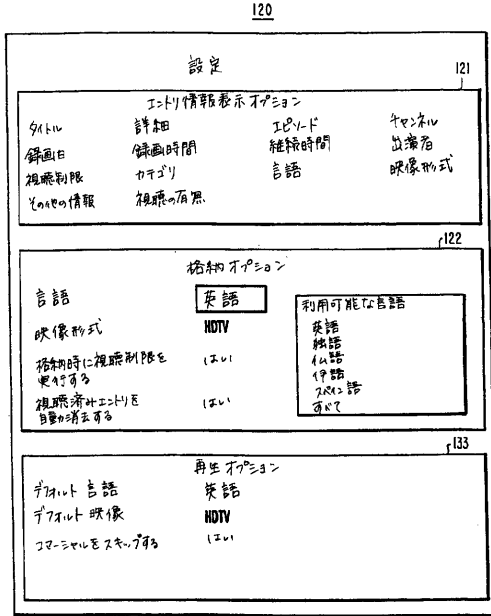 120
設定
121
エントリ情報表示オプション
タイトル 詳細 エピソード チャンネル
録画日 録画時間 継続時間 出演者
視聴制限 カテゴリ 言語 映像形式
その他の情報 視聴の有無
122
格納オプション
言語 英語
映像形式 HDTV
格納時に視聴制限を はい
実行する
視聴済みエントリを はい
自動消去する
利用可能な言語
英語
独語
仏語
伊語
スペイン語
すべて
133
再生オプション
デフォルト言語 英語
デフォルト映像 HDTV
コマーシャルをスキップする はい